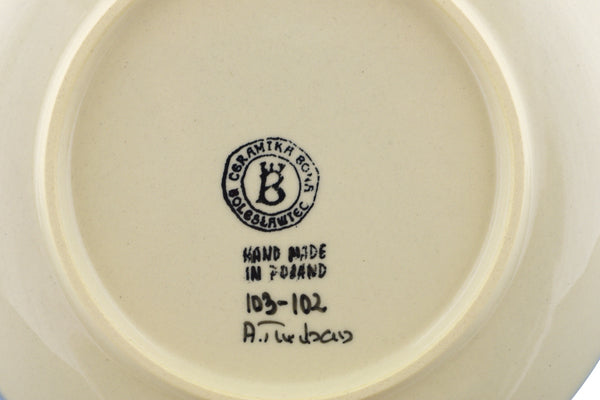 CERAMIKA BONA
BOLESŁAWIEC
B
HAND MADE
IN POLAND
103-102
A.